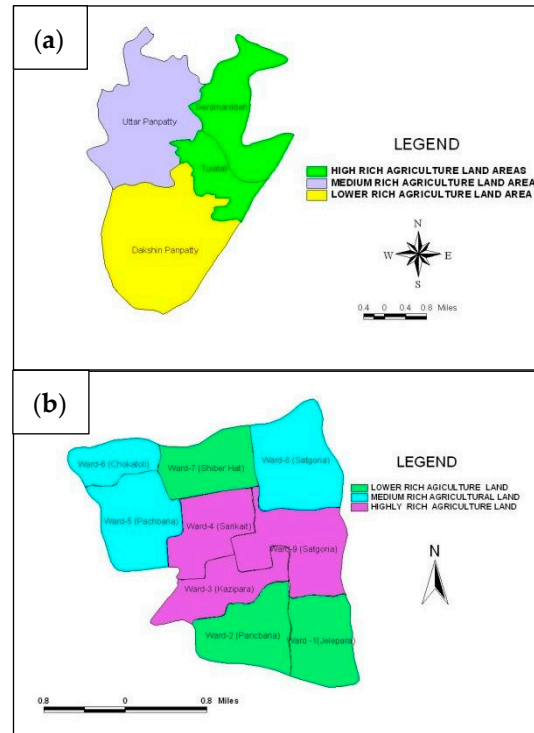 (a)
Uttar Panpatty
Tulatali
Dakshin Panpatty
LEGEND
HIGH RICH AGRICULTURE LAND AREAS
MEDIUM RICH AGRICULTURE LAND AREA
LOWER RICH AGRICULTURE LAND AREA
N
W E
S
0.4 0 0.4 0.8 Miles
(b)
Ward-6 (Chokatoli)
Ward-7 (Shiber Hat)
Ward-8 (Satgoria)
Ward-5 (Pachbaria)
Ward-4 (Sarikait)
Ward-9 (Satgoria)
Ward-3 (Kazipara)
Ward-2 (Pancbaria)
Ward -1(Jelepara)
LEGEND
LOWER RICH AGICULTURE LAND
MEDIUM RICH AGRICULTURAL LAND
HIGHLY RICH AGRICULTURE LAND
N
0.8 0 0.8 Miles